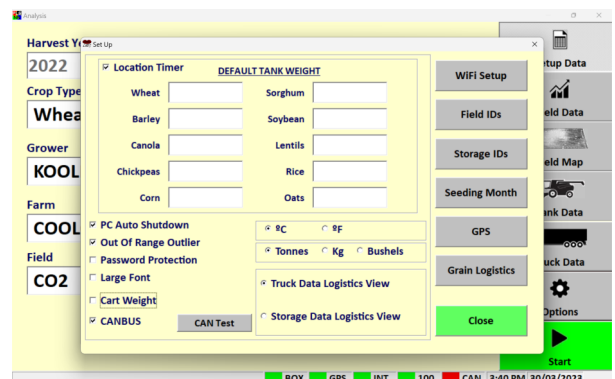 Analysis
Set Up
Harvest Y
2022
Crop Type
Whea
Grower
KOOL
Farm
COOL
Field
CO2
Location Timer
DEFAULT TANK WEIGHT
Wheat
Sorghum
Barley
Soybean
Canola
Lentils
Chickpeas
Rice
Corn
Oats
PC Auto Shutdown
Out Of Range Outlier
Password Protection
Large Font
Cart Weight
CANBUS
CAN Test
ºC
ºF
Tonnes
Kg
Bushels
Truck Data Logistics View
Storage Data Logistics View
WiFi Setup
Field IDs
Storage IDs
Seeding Month
GPS
Grain Logistics
Close
tup Data
eld Data
eld Map
nk Data
uck Data
ptions
Start
BOX
GPS
INT
100
CAN
3:40 PM 30/03/2023